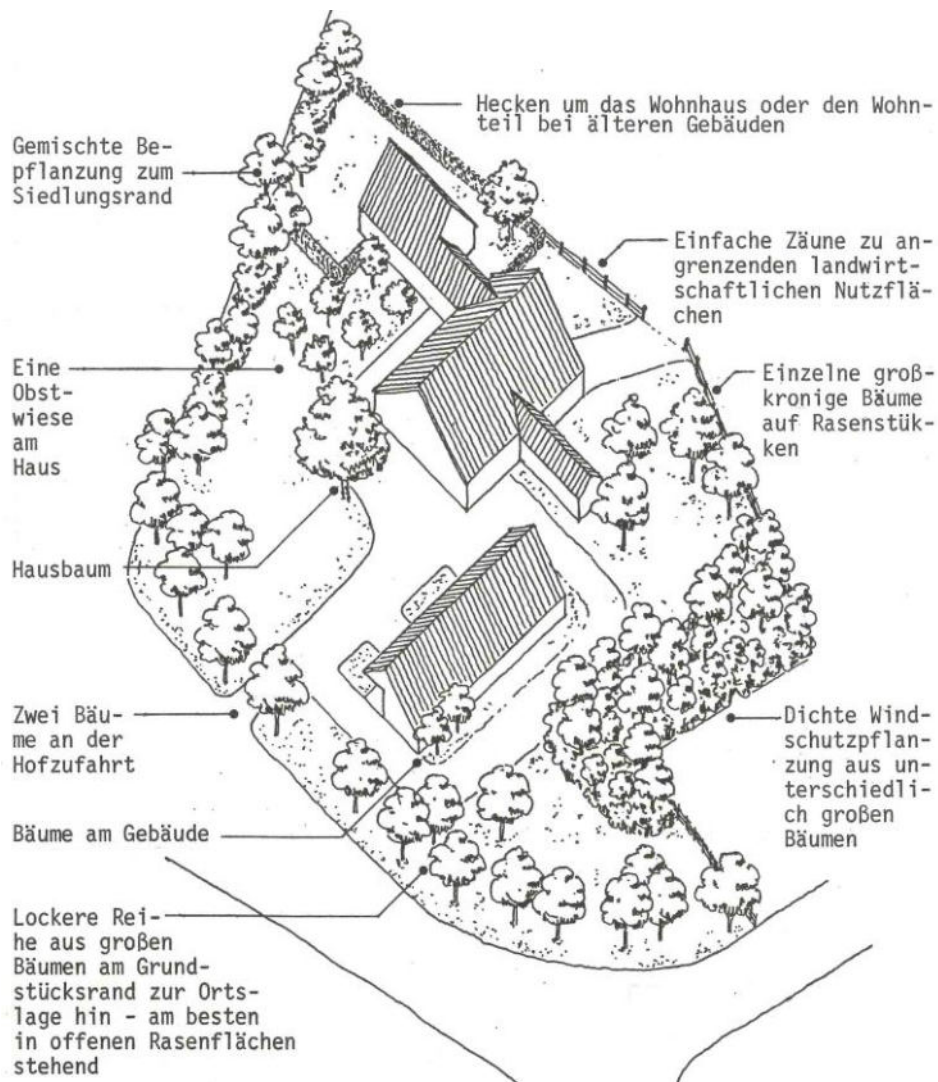 Hecken um das Wohnhaus oder den Wohn-
teil bei älteren Gebäuden
Gemischte Be-
pflanzung zum
Siedlungsrand
Einfache Zäune zu an-
grenzenden landwirt-
schaftlichen Nutzflä-
chen
Eine
Obst-
wiese
am
Haus
Einzelne groß-
kronige Bäume
auf Rasenstük-
ken
Hausbaum
Zwei Bäu-
me an der
Hofzufahrt
Dichte Wind-
schutzpflan-
zung aus un-
terschiedli-
ch großen
Bäumen
Bäume am Gebäude
Lockere Rei-
he aus großen
Bäumen am Grund-
stücksrand zur Orts-
lage hin - am besten
in offenen Rasenflächen
stehend